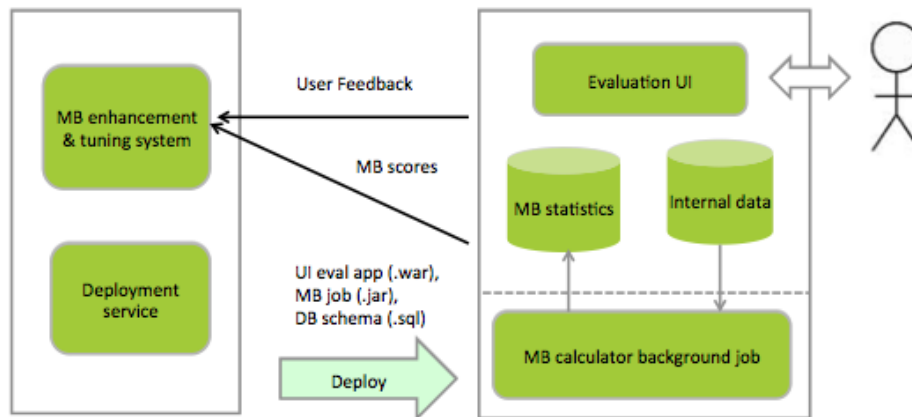 MB enhancement
& tuning system
Deployment
service
User Feedback
MB scores
UI eval app (.war),
MB job (.jar),
DB schema (.sql)
Deploy
Evaluation UI
MB statistics
Internal data
MB calculator background job